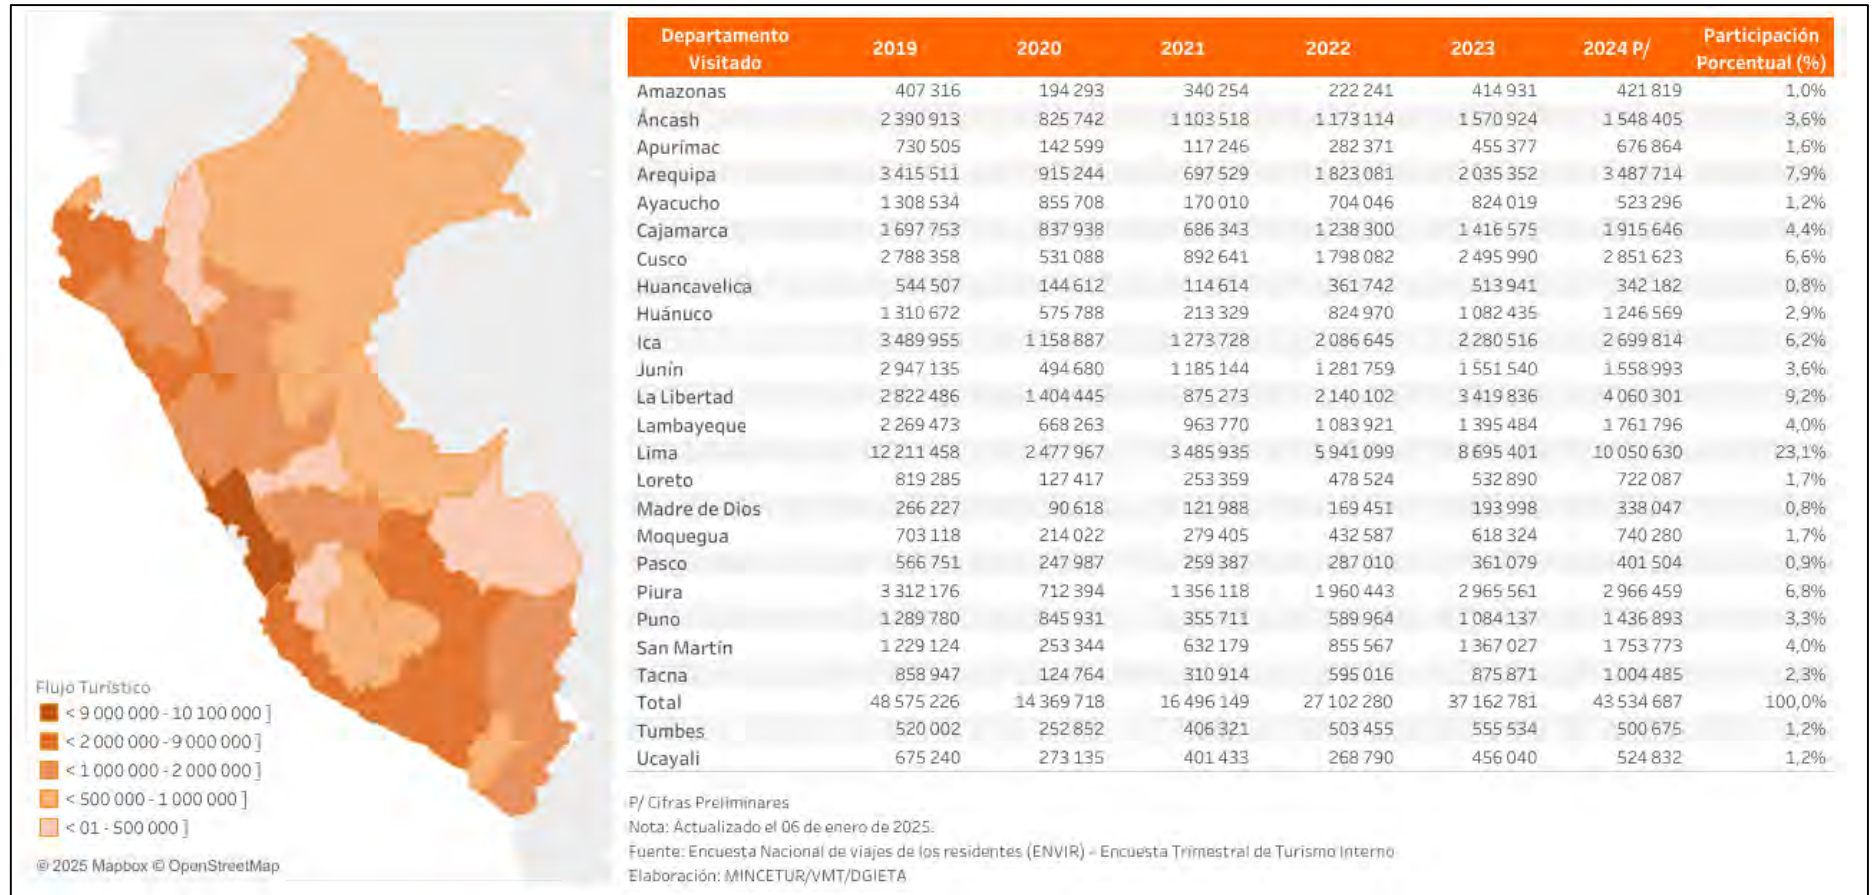 Departamento Visitado 2019 2020 2021 2022 2023 2024 P/ Participación Porcentual (%)
Amazonas 407 316 194 293 340 254 222 241 414 931 421 819 1,0%
Áncash 2 390 913 825 742 1 103 518 1 173 114 1 570 924 1 548 405 3,6%
Apurímac 730 505 142 599 117 246 282 371 455 377 676 864 1,6%
Arequipa 3 415 511 915 244 697 529 1 823 081 2 035 352 3 487 714 7,9%
Ayacucho 1 308 534 855 708 170 010 704 046 824 019 523 296 1,2%
Cajamarca 1 697 753 837 938 686 343 1 238 300 1 416 575 1 915 646 4,4%
Cusco 2 788 358 531 088 892 641 1 798 082 2 495 990 2 851 623 6,6%
Huancavelica 544 507 144 612 114 614 361 742 513 941 342 182 0,8%
Huánuco 1 310 672 575 788 213 329 824 970 1 082 435 1 246 569 2,9%
Ica 3 489 955 1 158 887 1 273 728 2 086 645 2 280 516 2 699 814 6,2%
Junín 2 947 135 494 680 1 185 144 1 281 759 1 551 540 1 558 993 3,6%
La Libertad 2 822 486 1 404 445 875 273 2 140 102 3 419 836 4 060 301 9,2%
Lambayeque 2 269 473 668 263 963 770 1 083 921 1 395 484 1 761 796 4,0%
Lima 12 211 458 2 477 967 3 485 935 5 941 099 8 695 401 10 050 630 23,1%
Loreto 819 285 127 417 253 359 478 524 532 890 722 087 1,7%
Madre de Dios 266 227 90 618 121 988 169 451 193 998 338 047 0,8%
Moquegua 703 118 214 022 279 405 432 587 618 324 740 280 1,7%
Pasco 566 751 247 987 259 387 287 010 361 079 401 504 0,9%
Piura 3 312 176 712 394 1 356 118 1 960 443 2 965 561 2 966 459 6,8%
Puno 1 289 780 845 931 355 711 589 964 1 084 137 1 436 893 3,3%
San Martín 1 229 124 253 344 632 179 855 567 1 367 027 1 753 773 4,0%
Tacna 858 947 124 764 310 914 595 016 875 871 1 004 485 2,3%
Total 48 575 226 14 369 718 16 496 149 27 102 280 37 162 781 43 534 687 100,0%
Tumbes 520 002 252 852 406 321 503 455 555 534 500 675 1,2%
Ucayali 675 240 273 135 401 433 268 790 456 040 524 832 1,2%
Flujo Turístico
< 9 000 000 - 10 100 000 ]
< 2 000 000 -9 000 000 ]
< 1 000 000 -2 000 000 ]
< 500 000 - 1 000 000 ]
< 01 - 500 000 ]
© 2025 Mapbox © OpenStreetMap
P/ Cifras Preliminares
Nota: Actualizado el 06 de enero de 2025.
Fuente: Encuesta Nacional de viajes de los residentes (ENVIR) – Encuesta Trimestral de Turismo Interno
Elaboración: MINCETUR/VMT/DGIETA